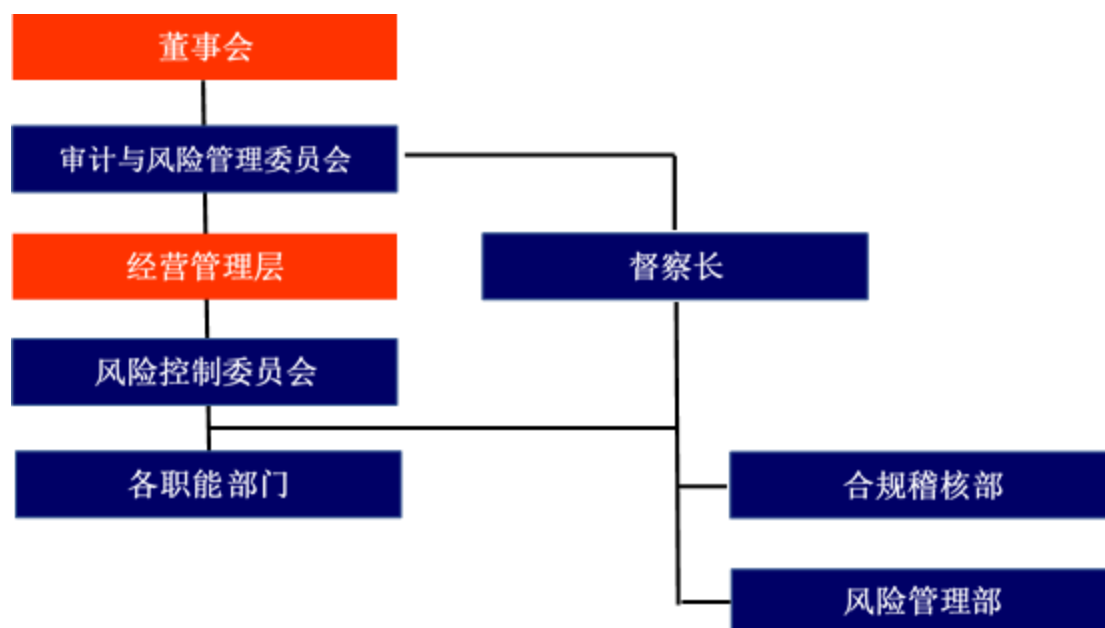 董事会
审计与风险管理委员会
经营管理层
督察长
风险控制委员会
各职能部门
合规稽核部
风险管理部